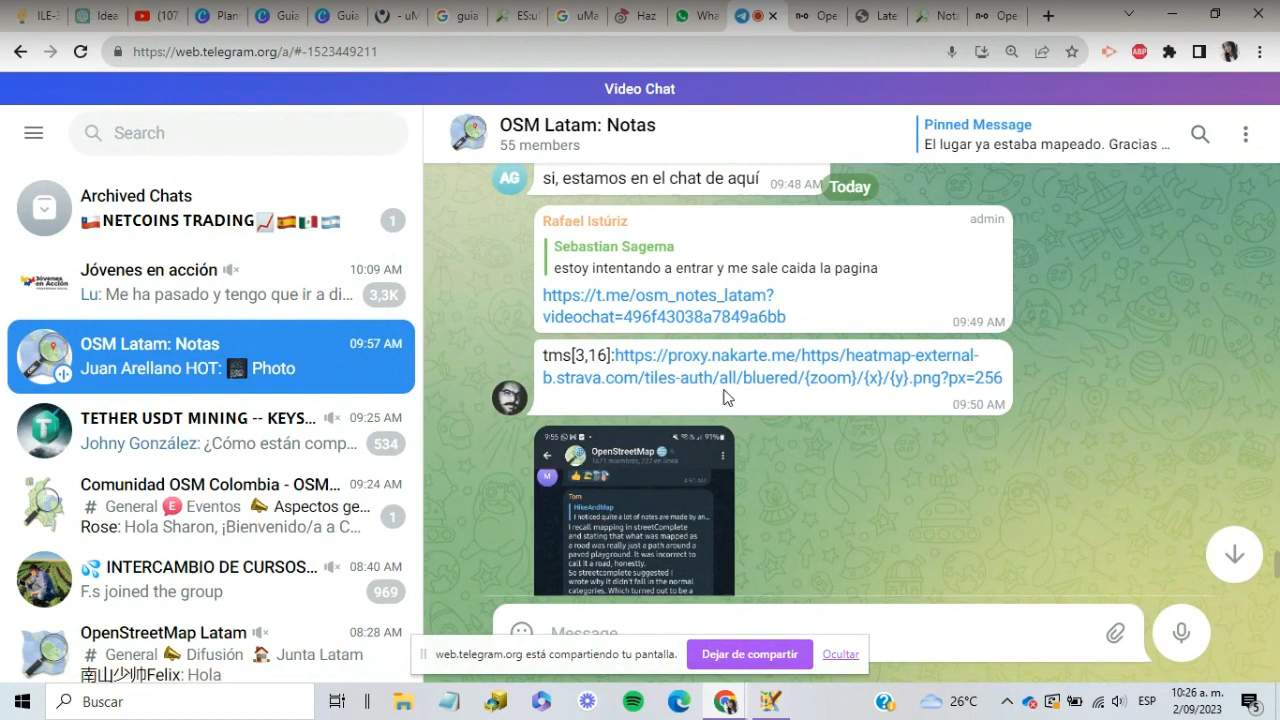 ILE-S
Inst
(107
Plan
Guia
- uM
guia
ESu
uMa
Haz
Wha
Ope
Late
Not
Ope
https://web.telegram.org/a/#-1523449211
ABP
Video Chat
Search
OSM Latam: Notas
55 members
Pinned Message
El lugar ya estaba mapeado. Gracias ...
Archived Chats
🇨🇱NETCOINS TRADING📈🇪🇸🇲🇽🇦🇷
1
Jóvenes en acción
10:09 AM
Lu: Me ha pasado y tengo que ir a di...
3,3K
OSM Latam: Notas
09:57 AM
Juan Arellano HOT: Photo
TETHER USDT MINING -- KEYS...
09:25 AM
Johny González: ¿Cómo están comp...
534
Comunidad OSM Colombia - OSM...
09:24 AM
# General E Eventos Aspectos ge...
Rose: Hola Sharon, ¡Bienvenido/a a C...
1
💦 INTERCAMBIO DE CURSOS...
08:40 AM
F.s joined the group
969
OpenStreetMap Latam
08:28 AM
# General Difusión Junta Latam
南山少帅Felix: Hola
AG
si, estamos en el chat de aquí
09:48 AM
Today
Rafael Istúriz
admin
Sebastian Sagema
estoy intentando a entrar y me sale caida la pagina
https://t.me/osm_notes_latam?
videochat=496f43038a7849a6bb
09:49 AM
tms[3,16]:https://proxy.nakarte.me/https/heatmap-external-
b.strava.com/tiles-auth/all/bluered/{zoom}/{x}/{y}.png?px=256
09:50 AM
9:55
91%
OpenStreetMap
M
Tom
HikeAndMap
I noticed quite a lot of notes are made by an...
I recall mapping in streetComplete
and stating that what was mapped as
a road was really just a path around a
paved playground. It was incorrect to
call it a road, honestly.
So streetcomplete suggested I
wrote why it didn't fall in the normal
categories. Which turned out to be a
Message
web.telegram.org está compartiendo tu pantalla.
Dejar de compartir
Ocultar
Buscar
26°C
ESP
10:26 a. m.
2/09/2023
5